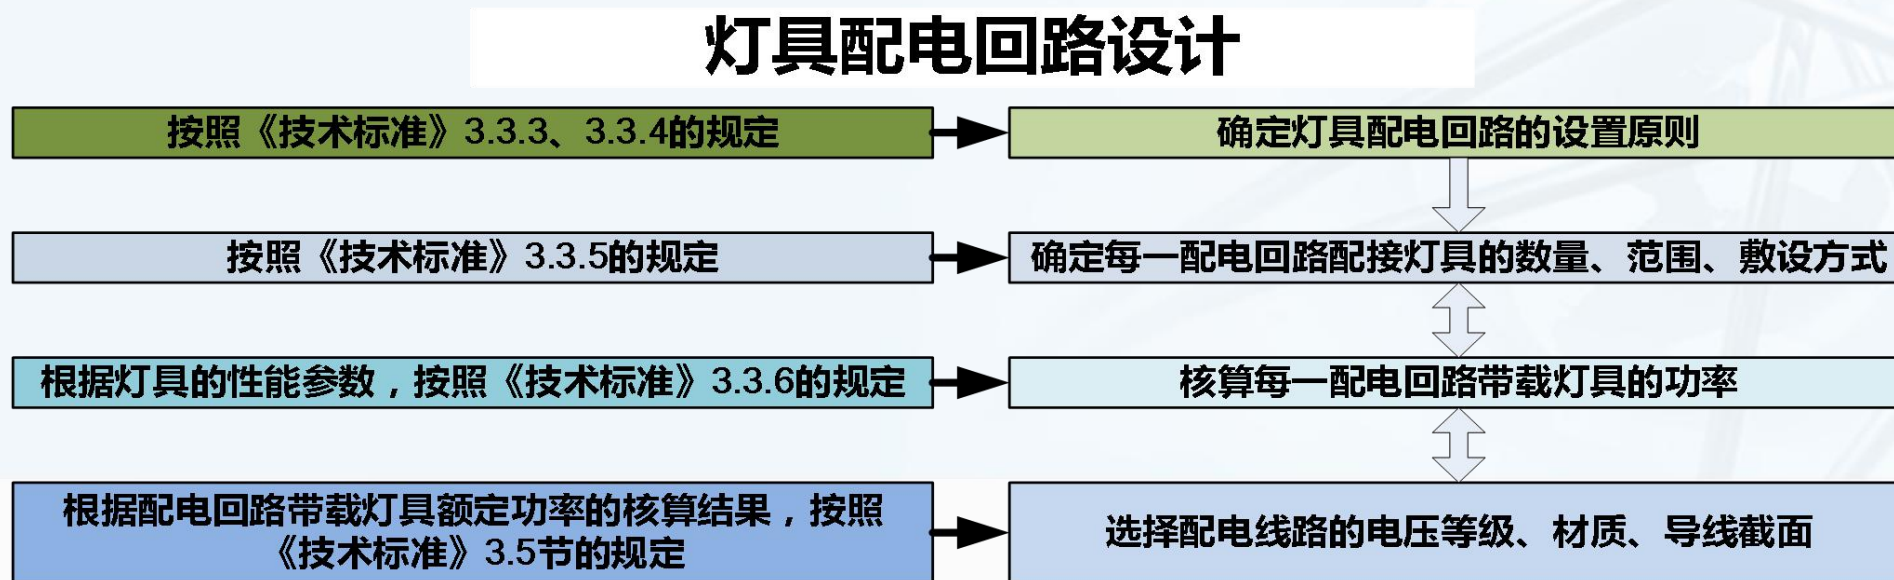 灯具配电回路设计
按照《技术标准》3.3.3、3.3.4的规定
确定灯具配电回路的设置原则
按照《技术标准》3.3.5的规定
确定每一配电回路配接灯具的数量、范围、敷设方式
根据灯具的性能参数，按照《技术标准》3.3.6的规定
核算每一配电回路带载灯具的功率
根据配电回路带载灯具额定功率的核算结果，按照
《技术标准》3.5节的规定
选择配电线路的电压等级、材质、导线截面